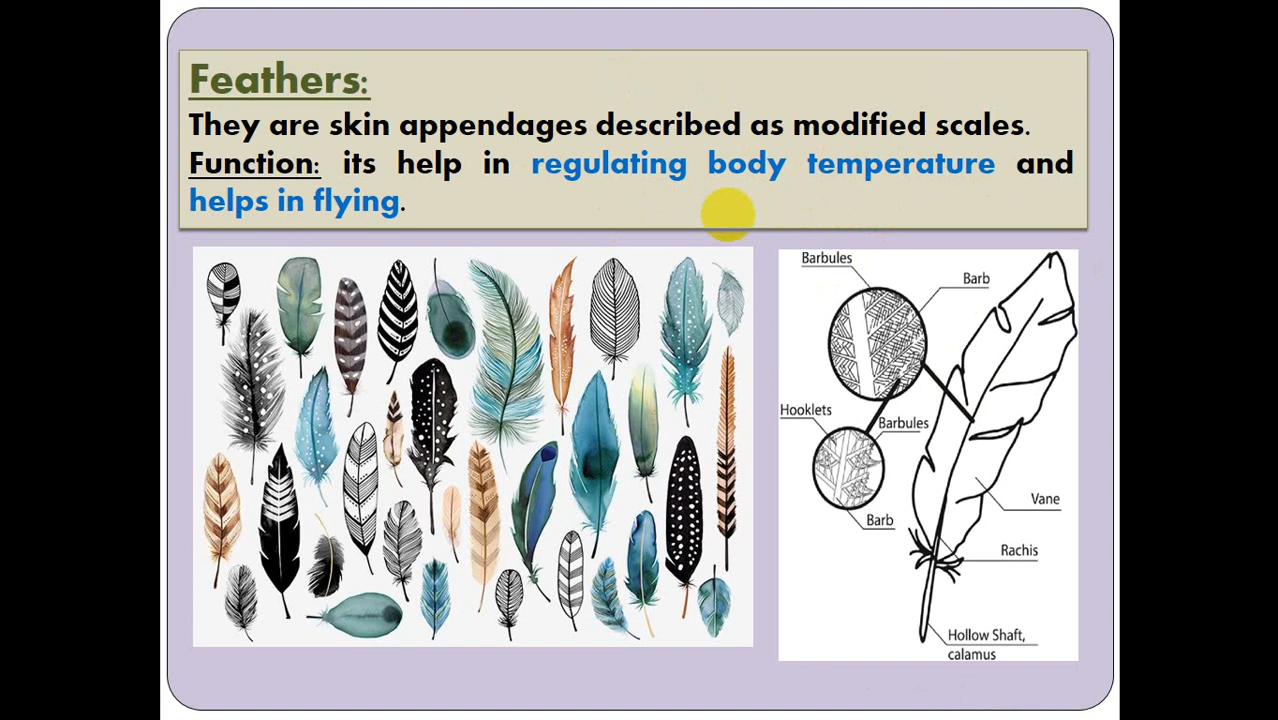 Feathers:
They are skin appendages described as modified scales.
Function: its help in regulating body temperature and
helps in flying.
Barbules
Barb
Hooklets
Barbules
Barb
Vane
Rachis
Hollow Shaft,
calamus